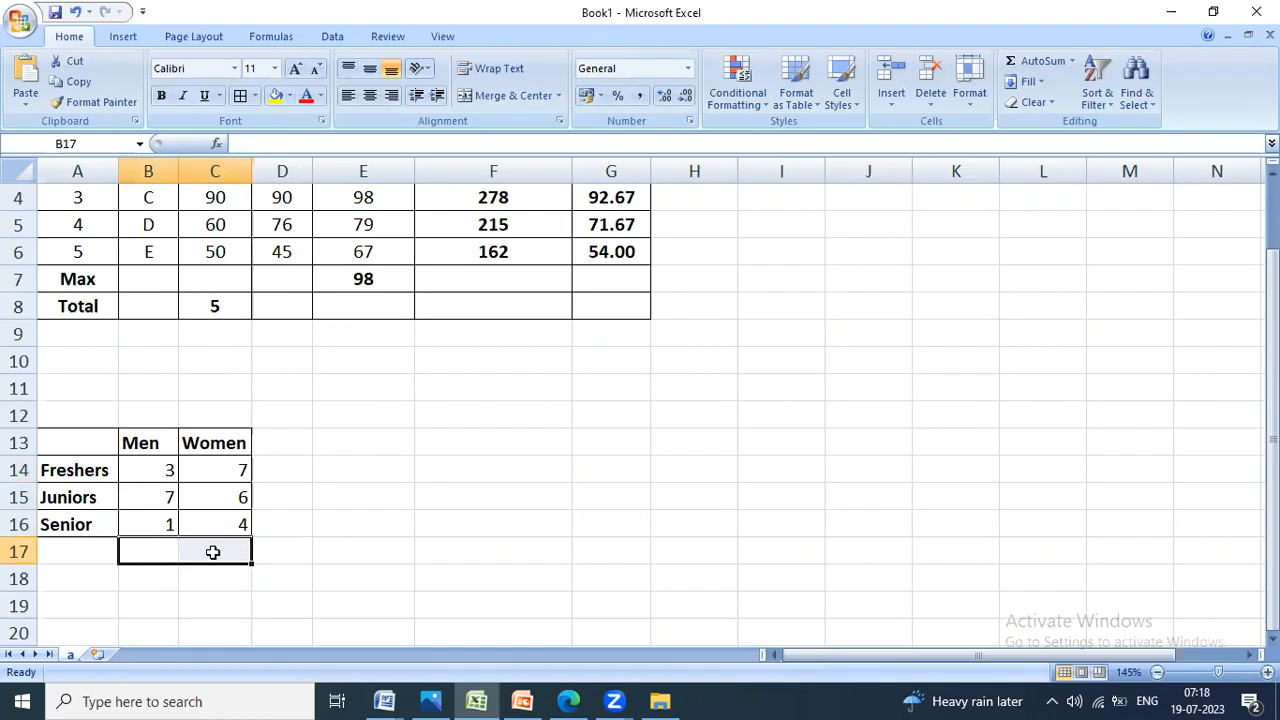 Book1 - Microsoft Excel
Home Insert Page Layout Formulas Data Review View
Paste Cut Copy Format Painter Clipboard
Calibri 11 B I U A Font
Wrap Text Merge & Center Alignment
General % , Number
Conditional Formatting Format as Table Cell Styles Styles
Insert Delete Format Cells
Σ AutoSum Fill Clear Sort & Filter Find & Select Editing
B17 fx
A B C D E F G H I J K L M N
4 3 C 90 90 98 278 92.67
5 4 D 60 76 79 215 71.67
6 5 E 50 45 67 162 54.00
7 Max 98
8 Total 5
9
10
11
12
13 Men Women
14 Freshers 3 7
15 Juniors 7 6
16 Senior 1 4
17
18
19
20
Activate Windows
Go to Settings to activate Windows.
a
Ready 145%
Type here to search Heavy rain later ENG 07:18
19-07-2023 2